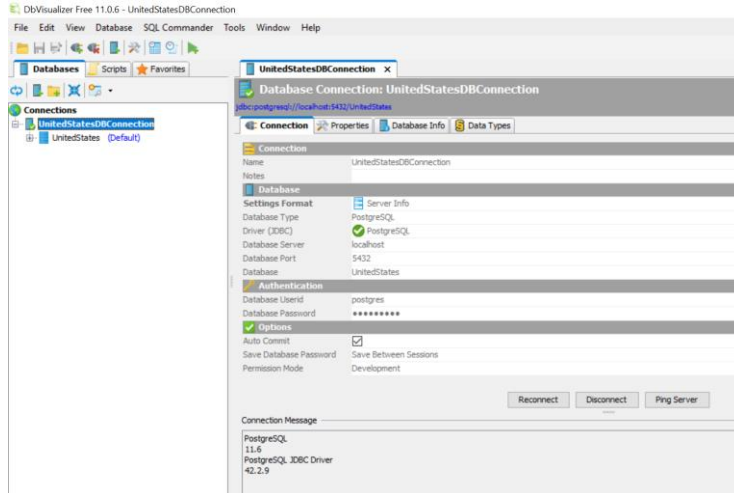 DbVisualizer Free 11.0.6 - UnitedStatesDBConnection
File Edit View Database SQL Commander Tools Window Help
Databases Scripts Favorites
Connections
UnitedStatesDBConnection
UnitedStates (Default)
UnitedStatesDBConnection x
Database Connection: UnitedStatesDBConnection
jdbc:postgresql://localhost:5432/UnitedStates
Connection Properties Database Info Data Types
Connection
Name UnitedStatesDBConnection
Notes
Database
Settings Format Server Info
Database Type PostgreSQL
Driver (JDBC) PostgreSQL
Database Server localhost
Database Port 5432
Database UnitedStates
Authentication
Database Userid postgres
Database Password •••••••••
Options
Auto Commit
Save Database Password Save Between Sessions
Permission Mode Development
Reconnect Disconnect Ping Server
Connection Message
PostgreSQL
11.6
PostgreSQL JDBC Driver
42.2.9